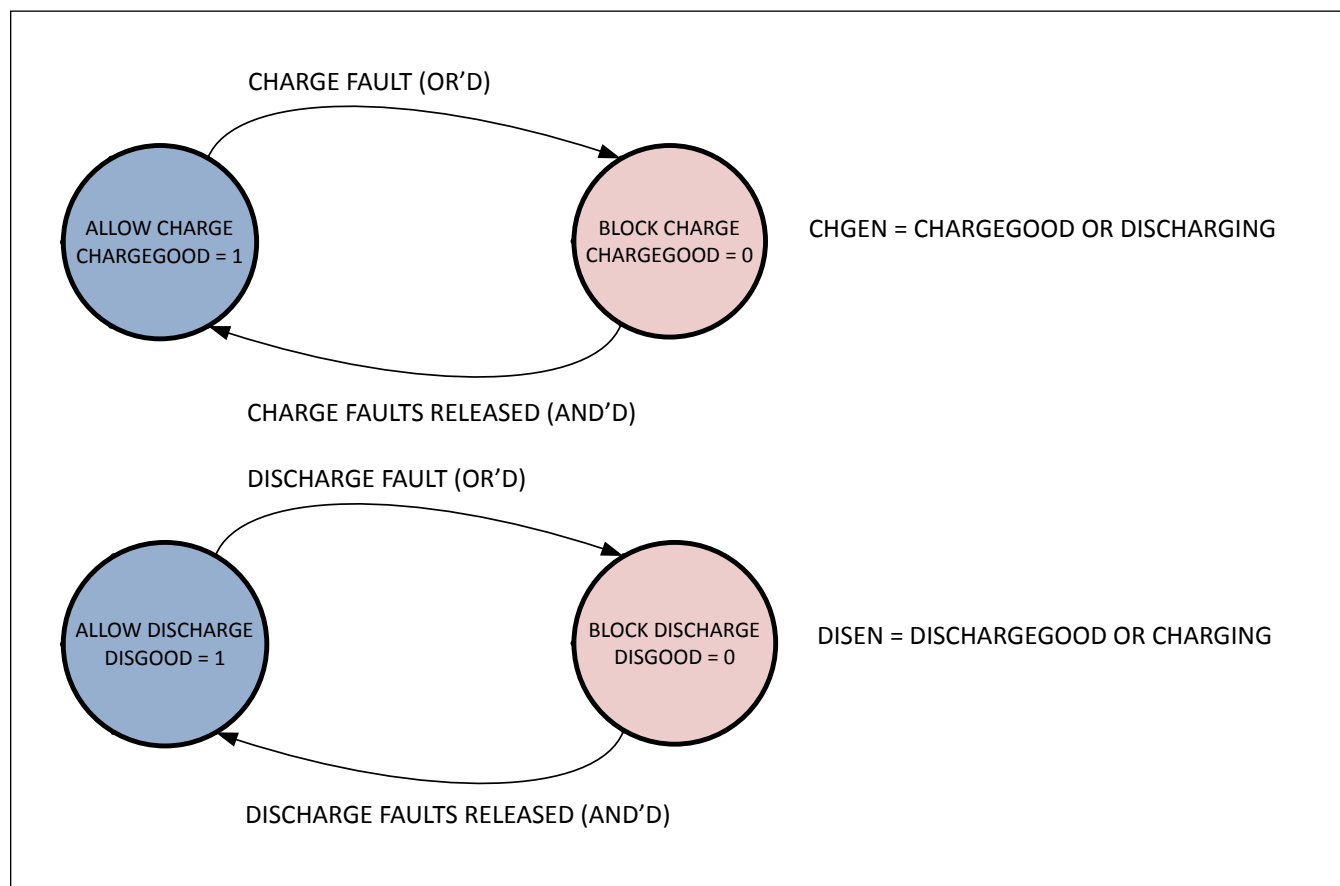 CHARGE FAULT (OR’D)
ALLOW CHARGE
CHARGEGOOD = 1
BLOCK CHARGE
CHARGEGOOD = 0
CHGEN = CHARGEGOOD OR DISCHARGING
CHARGE FAULTS RELEASED (AND’D)
DISCHARGE FAULT (OR’D)
ALLOW DISCHARGE
DISGOOD = 1
BLOCK DISCHARGE
DISGOOD = 0
DISEN = DISCHARGEGOOD OR CHARGING
DISCHARGE FAULTS RELEASED (AND’D)